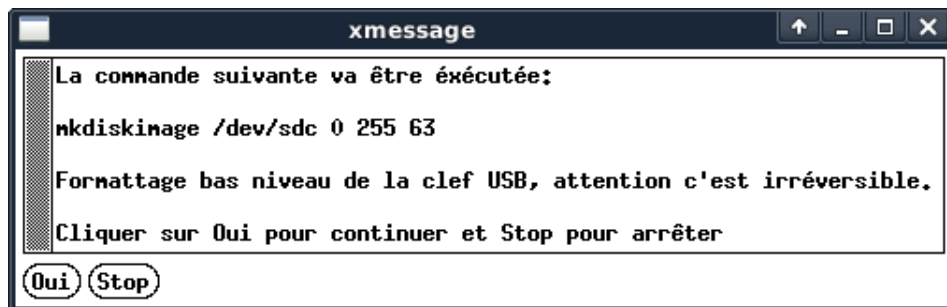 xmessage
La commande suivante va être éxécutée:
mkdiskimage /dev/sdc 0 255 63
Formattage bas niveau de la clef USB, attention c'est irréversible.
Cliquer sur Oui pour continuer et Stop pour arrêter
Oui Stop